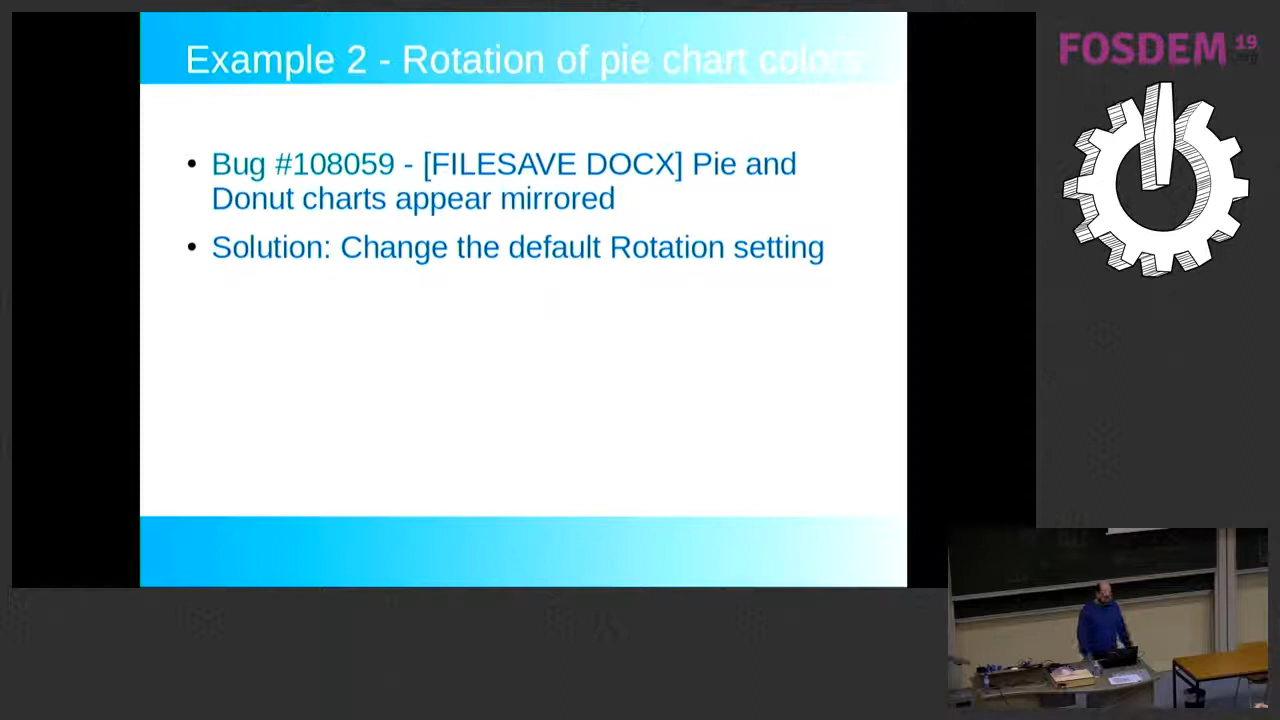 Example 2 - Rotation of pie chart colors
FOSDEM 19
.org
• Bug #108059 - [FILESAVE DOCX] Pie and
Donut charts appear mirrored
• Solution: Change the default Rotation setting